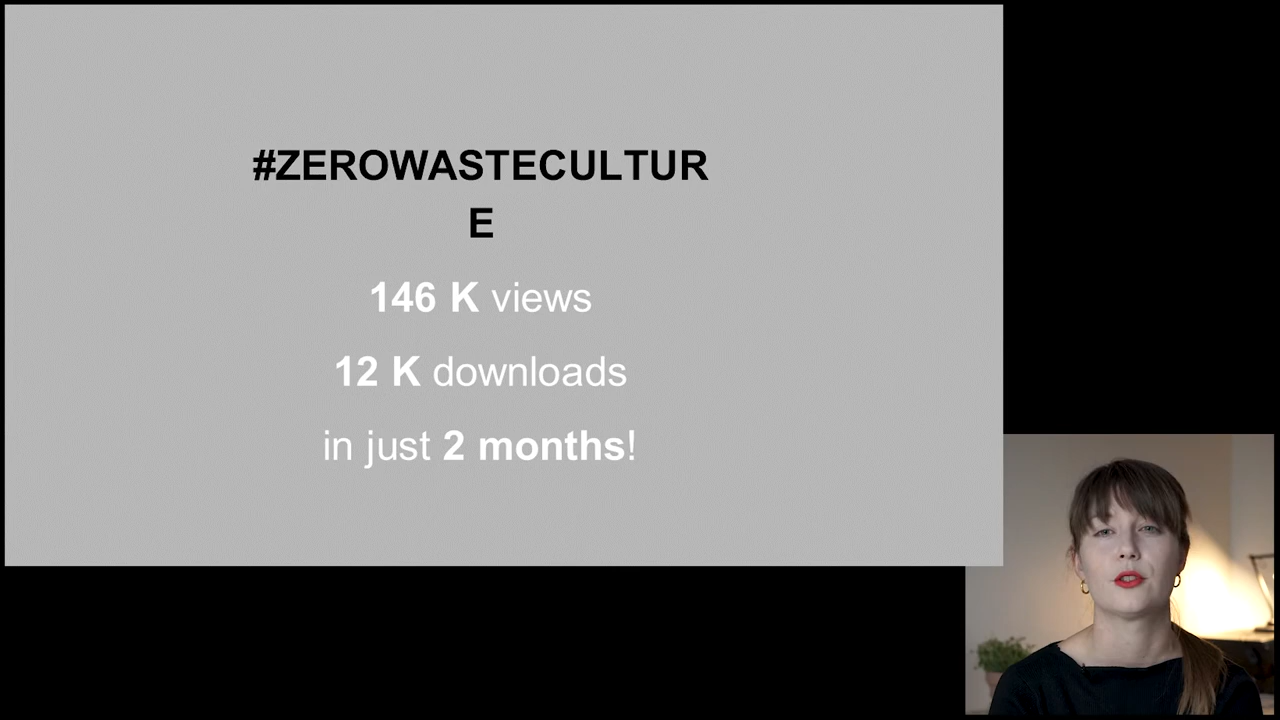 #ZEROWASTECULTUR
E
146 K views
12 K downloads
in just 2 months!